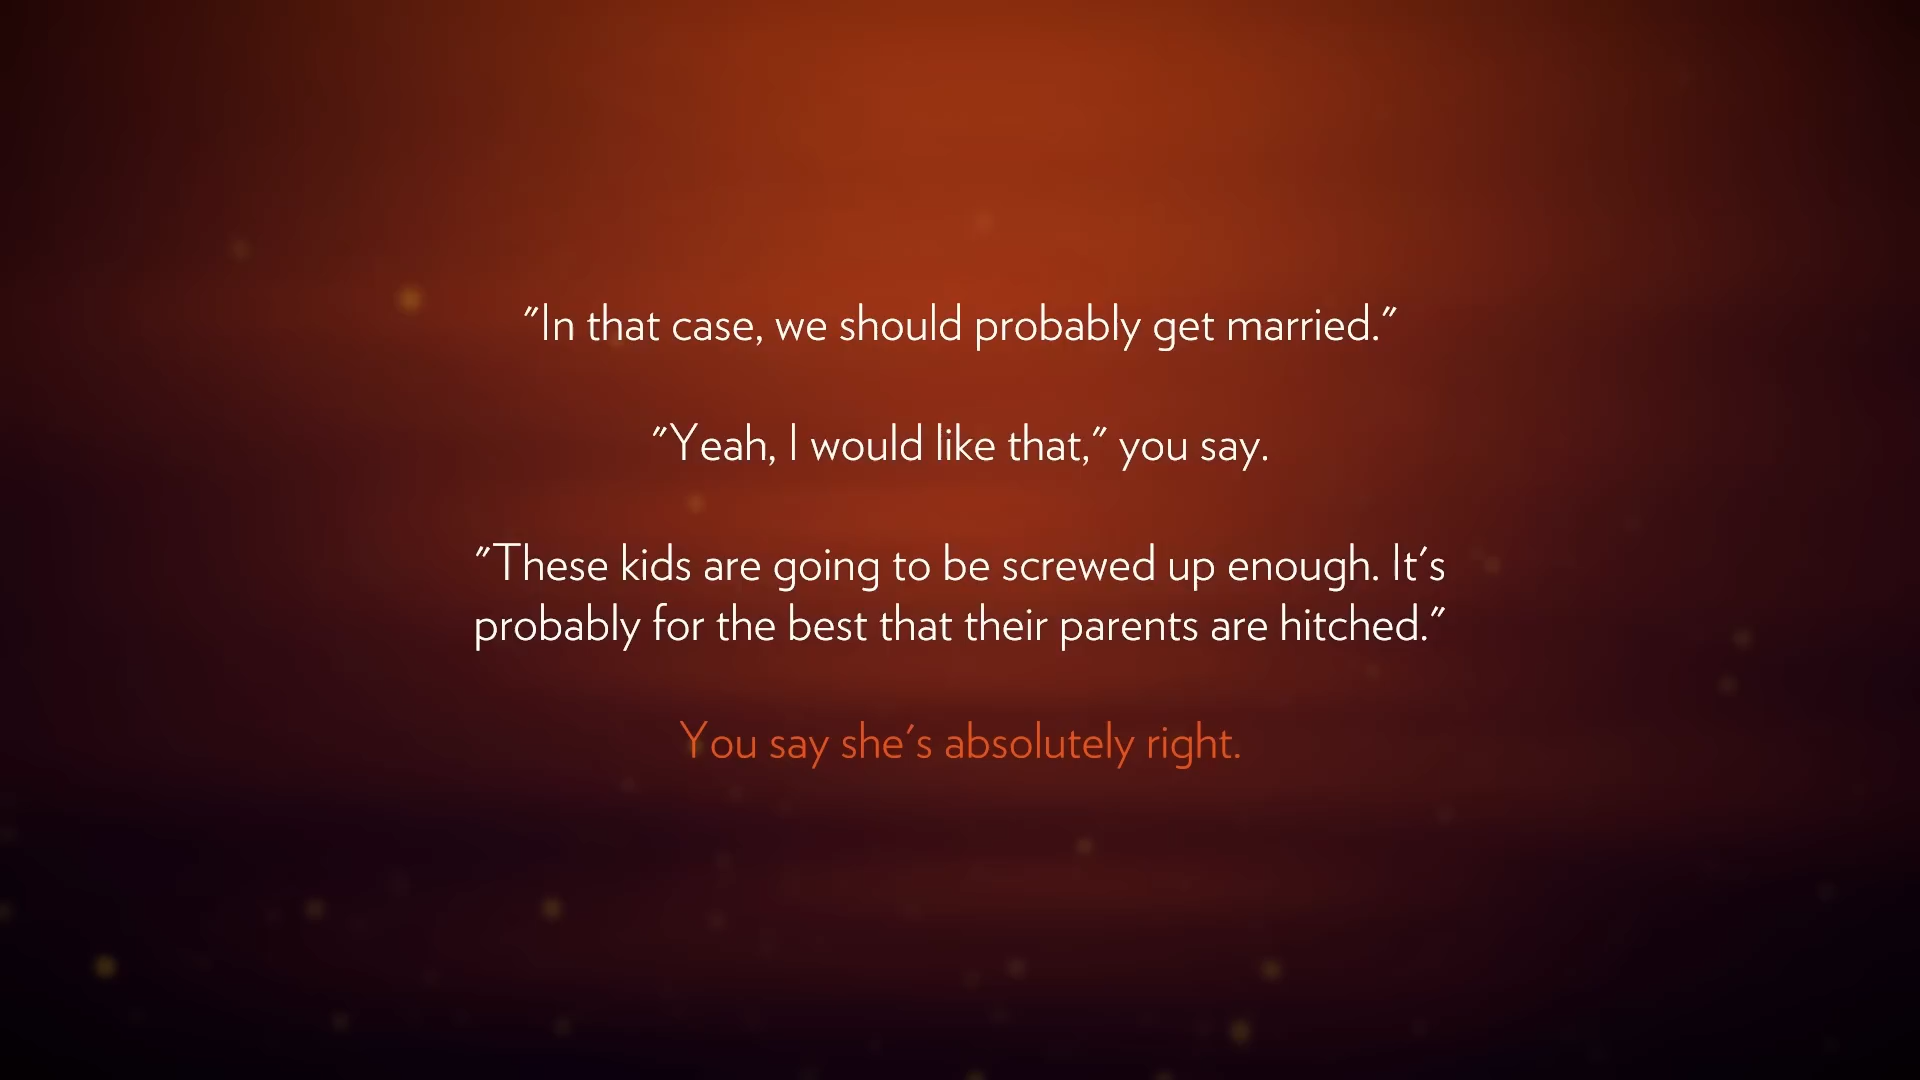 "In that case, we should probably get married."
"Yeah, I would like that," you say.
"These kids are going to be screwed up enough. It's
probably for the best that their parents are hitched."
You say she's absolutely right.